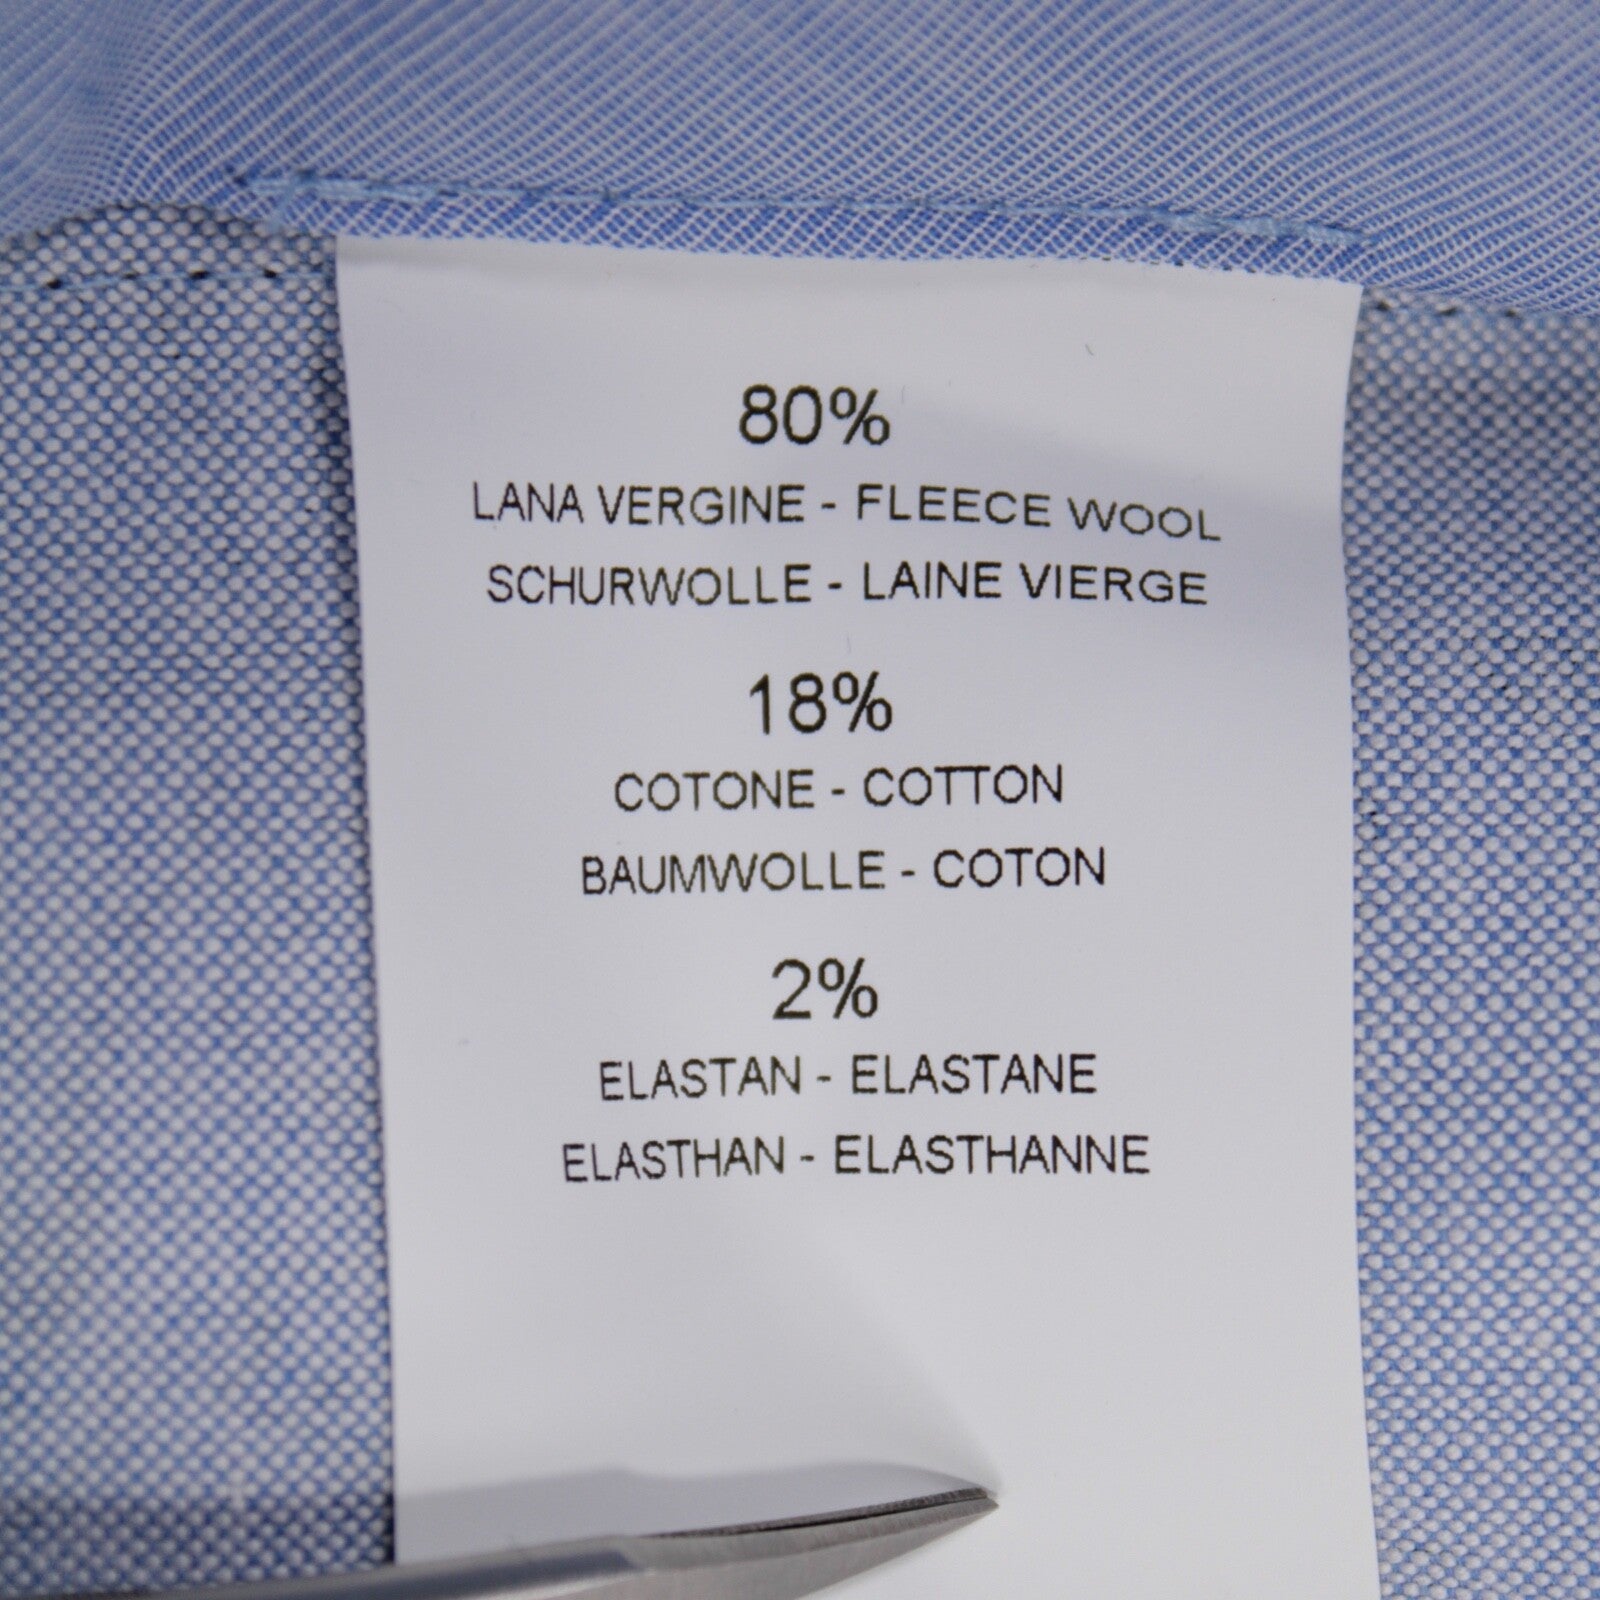 80%
LANA VERGINE - FLEECE WOOL
SCHURWOLLE - LAINE VIERGE
18%
COTONE - COTTON
BAUMWOLLE - COTON
2%
ELASTAN - ELASTANE
ELASTHAN - ELASTHANNE